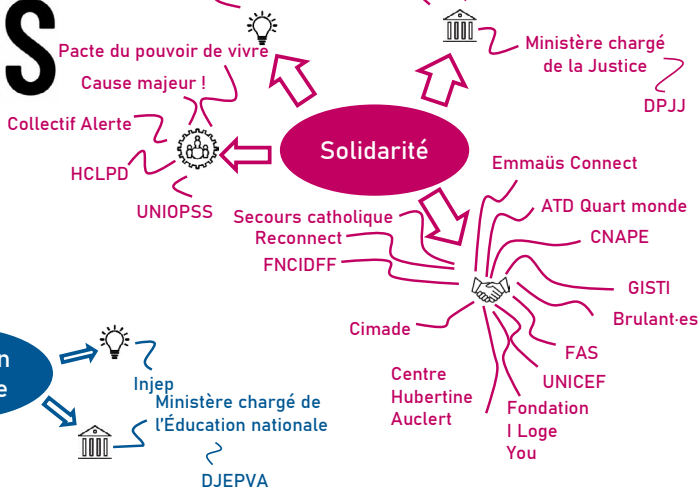 S
Pacte du pouvoir de vivre
Cause majeur !
Collectif Alerte
HCLPD
UNIOPSS
Solidarité
Ministère chargé
de la Justice
DPJJ
Secours catholique
Reconnect
FNCIDFF
Cimade
Centre
Hubertine
Auclert
Emmaüs Connect
ATD Quart monde
CNAPE
GISTI
Brulant·es
FAS
UNICEF
Fondation
I Loge
You
n
e
Injep
Ministère chargé de
l'Éducation nationale
DJEPVA